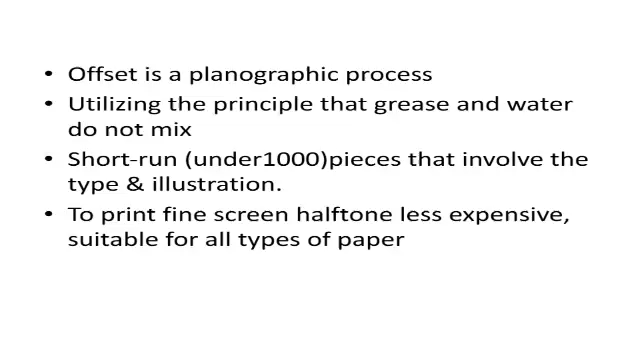 • Offset is a planographic process
• Utilizing the principle that grease and water
do not mix
• Short-run (under1000)pieces that involve the
type & illustration.
• To print fine screen halftone less expensive,
suitable for all types of paper